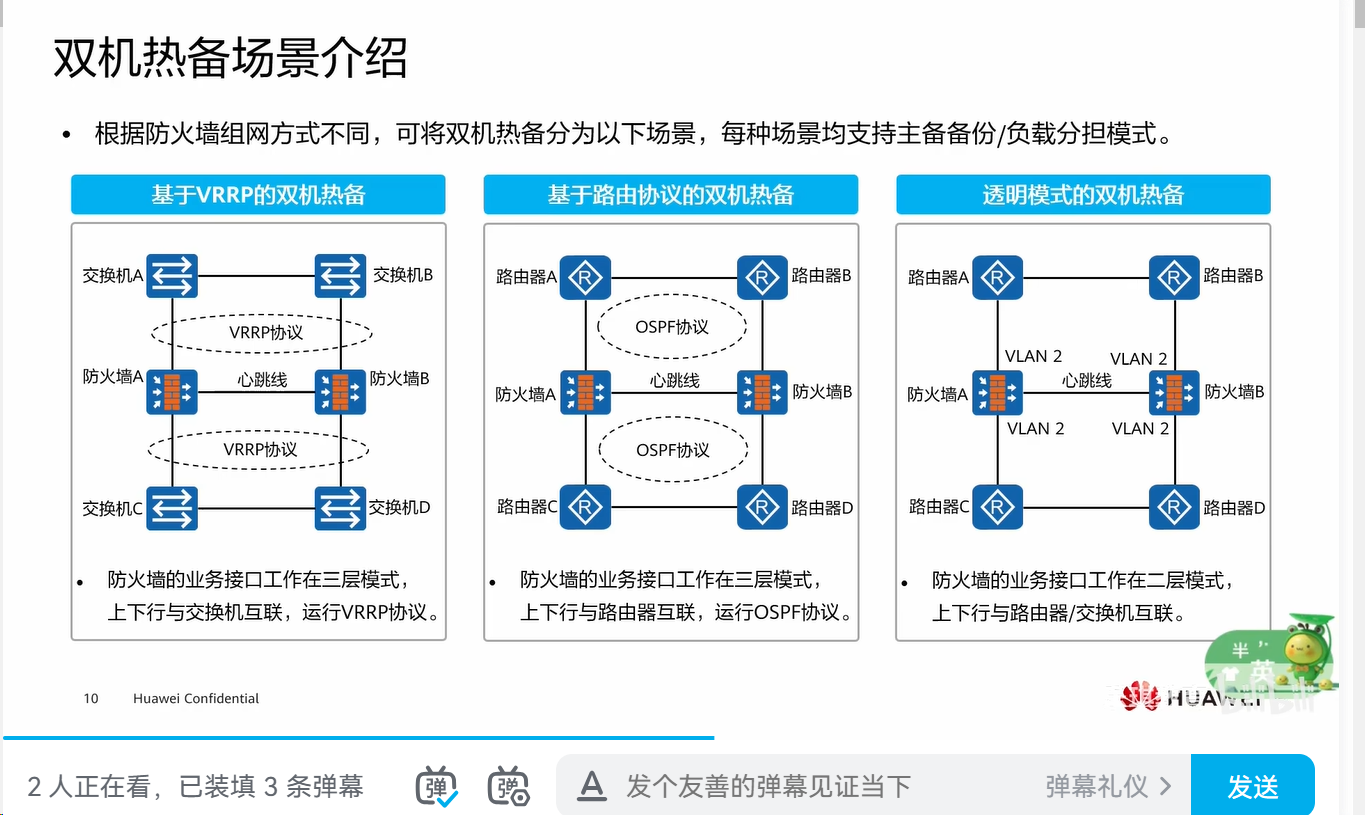 双机热备场景介绍
• 根据防火墙组网方式不同，可将双机热备分为以下场景，每种场景均支持主备备份/负载分担模式。
基于VRRP的双机热备
交换机A
交换机B
VRRP协议
防火墙A
心跳线
防火墙B
VRRP协议
交换机C
交换机D
• 防火墙的业务接口工作在三层模式，
上下行与交换机互联，运行VRRP协议。
基于路由协议的双机热备
路由器A
R
R
路由器B
OSPF协议
防火墙A
心跳线
防火墙B
OSPF协议
路由器C
R
R
路由器D
• 防火墙的业务接口工作在三层模式，
上下行与路由器互联，运行OSPF协议。
透明模式的双机热备
路由器A
R
R
路由器B
VLAN 2
VLAN 2
防火墙A
心跳线
防火墙B
VLAN 2
VLAN 2
路由器C
R
R
路由器D
• 防火墙的业务接口工作在二层模式，
上下行与路由器/交换机互联。
半
英
10
Huawei Confidential
HUAWEI
2 人正在看，已装填 3 条弹幕
弹
弹
A
发个友善的弹幕见证当下
弹幕礼仪 >
发送